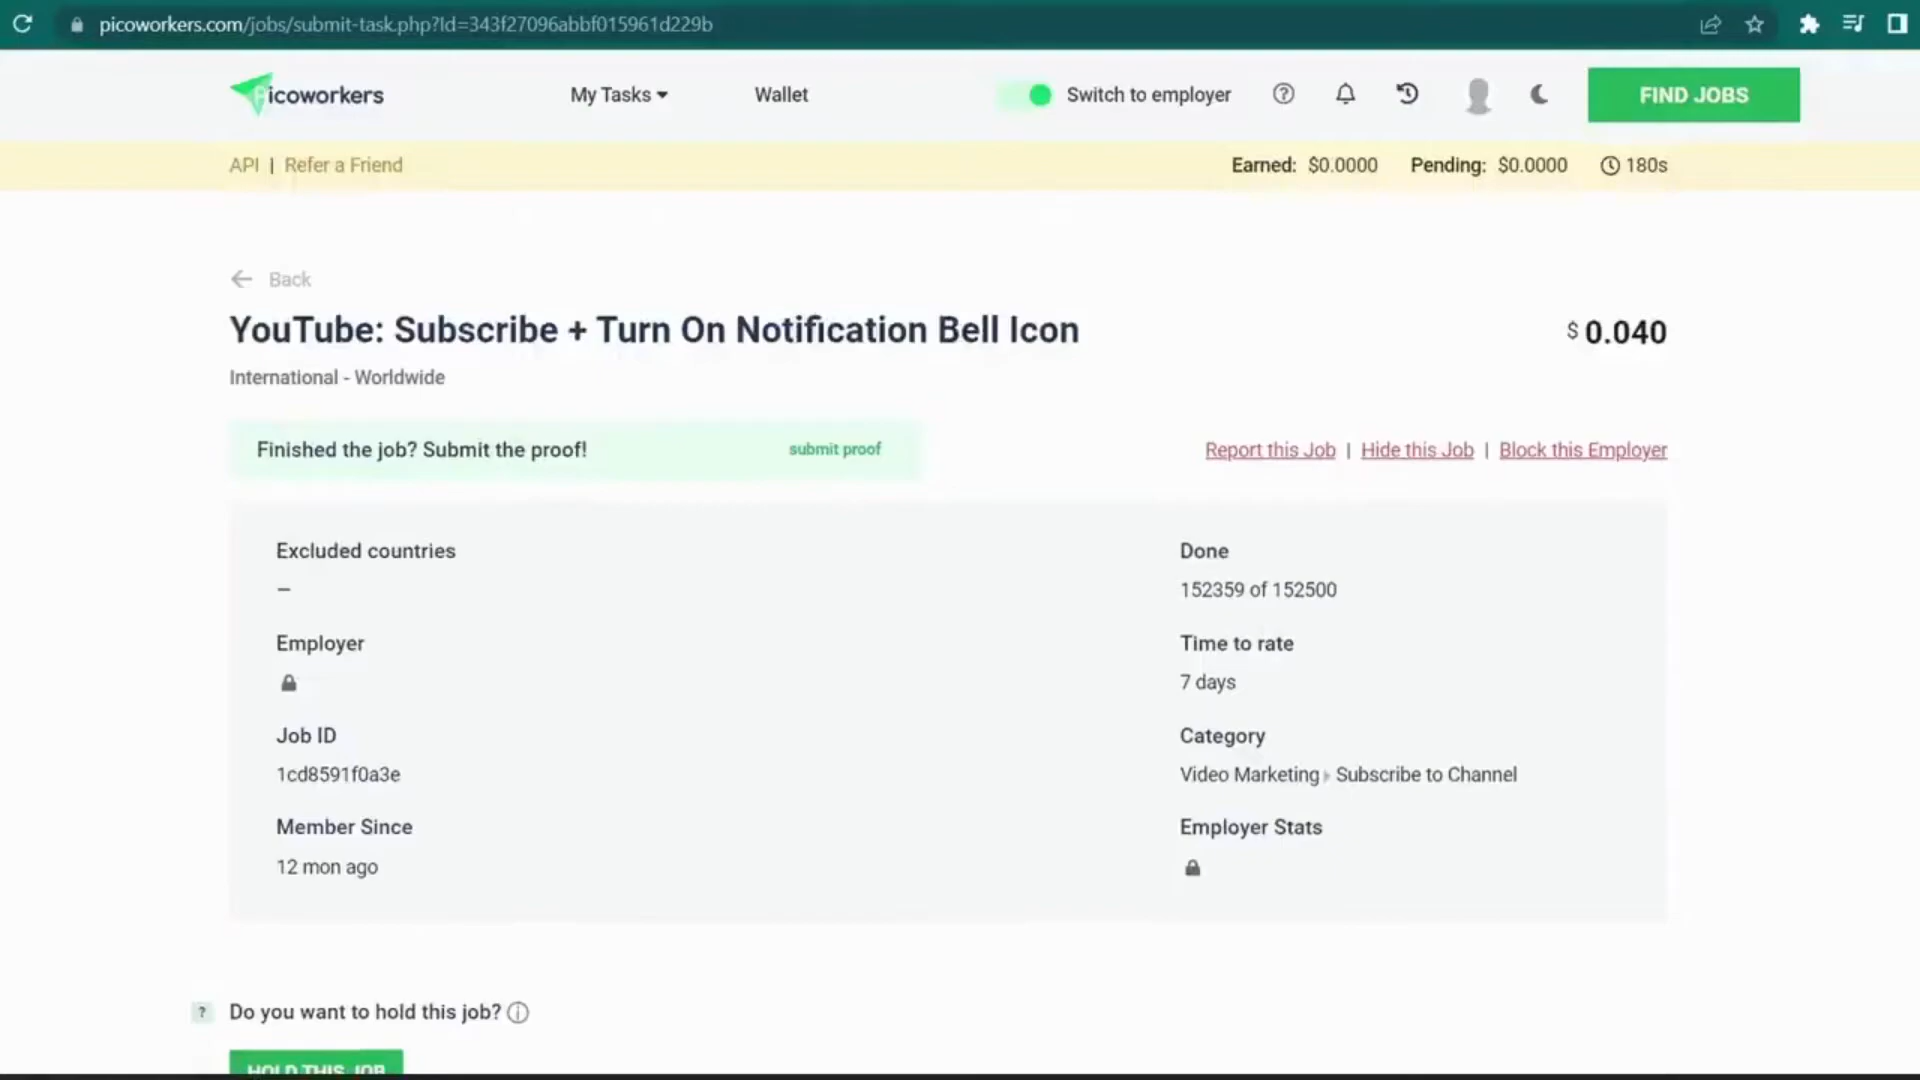 picoworkers.com/jobs/submit-task.php?Id=343f27096abbf015961d229b
Picoworkers
My Tasks
Wallet
Switch to employer
FIND JOBS
API | Refer a Friend
Earned: $0.0000
Pending: $0.0000
180s
Back
YouTube: Subscribe + Turn On Notification Bell Icon
$ 0.040
International - Worldwide
Finished the job? Submit the proof!
submit proof
Report this Job | Hide this Job | Block this Employer
Excluded countries
–
Done
152359 of 152500
Employer
Time to rate
7 days
Job ID
1cd8591f0a3e
Category
Video Marketing ▸ Subscribe to Channel
Member Since
12 mon ago
Employer Stats
? Do you want to hold this job?
HOLD THIS JOB